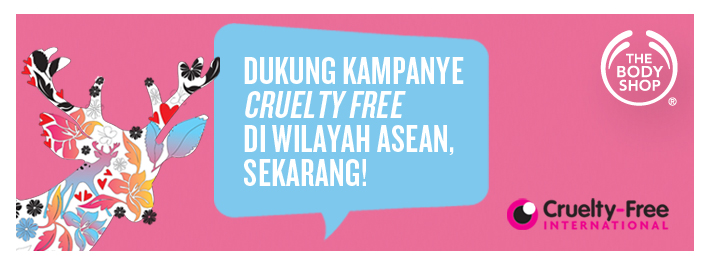 DUKUNG KAMPANYE
CRUELTY FREE
DI WILAYAH ASEAN,
SEKARANG!
THE
BODY
SHOP
®
Cruelty-Free
INTERNATIONAL